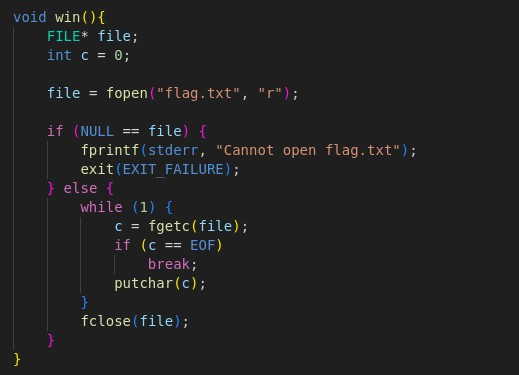 void win(){
    FILE* file;
    int c = 0;

    file = fopen("flag.txt", "r");

    if (NULL == file) {
        fprintf(stderr, "Cannot open flag.txt");
        exit(EXIT_FAILURE);
    } else {
        while (1) {
            c = fgetc(file);
            if (c == EOF)
                break;
            putchar(c);
        }
        fclose(file);
    }
}